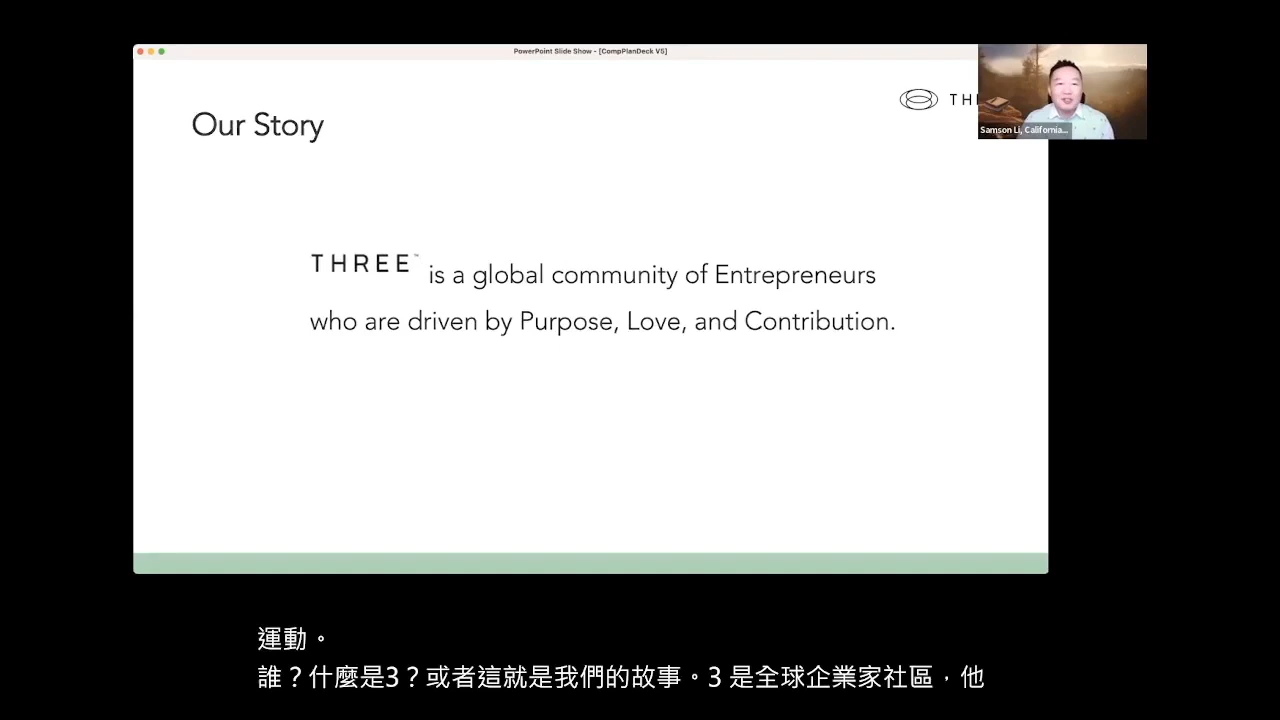 PowerPoint Slide Show - [CompPlanDeck V5]
Our Story
TH
Samson Li, California...
THREE™ is a global community of Entrepreneurs
who are driven by Purpose, Love, and Contribution.
運動。
誰？什麼是3？或者這就是我們的故事。3 是全球企業家社區，他